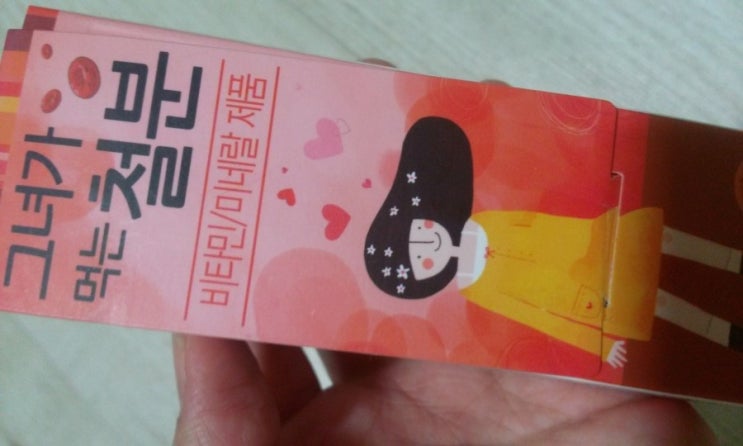 그녀가
먹는 철분
비타민/미네랄 제품